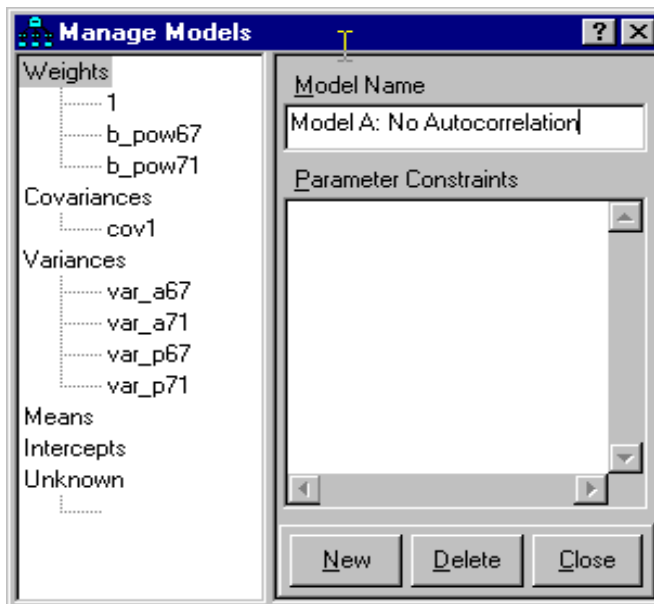 Manage Models
Weights
1
b_pow67
b_pow71
Covariances
cov1
Variances
var_a67
var_a71
var_p67
var_p71
Means
Intercepts
Unknown
Model Name
Model A: No Autocorrelation
Parameter Constraints
New
Delete
Close